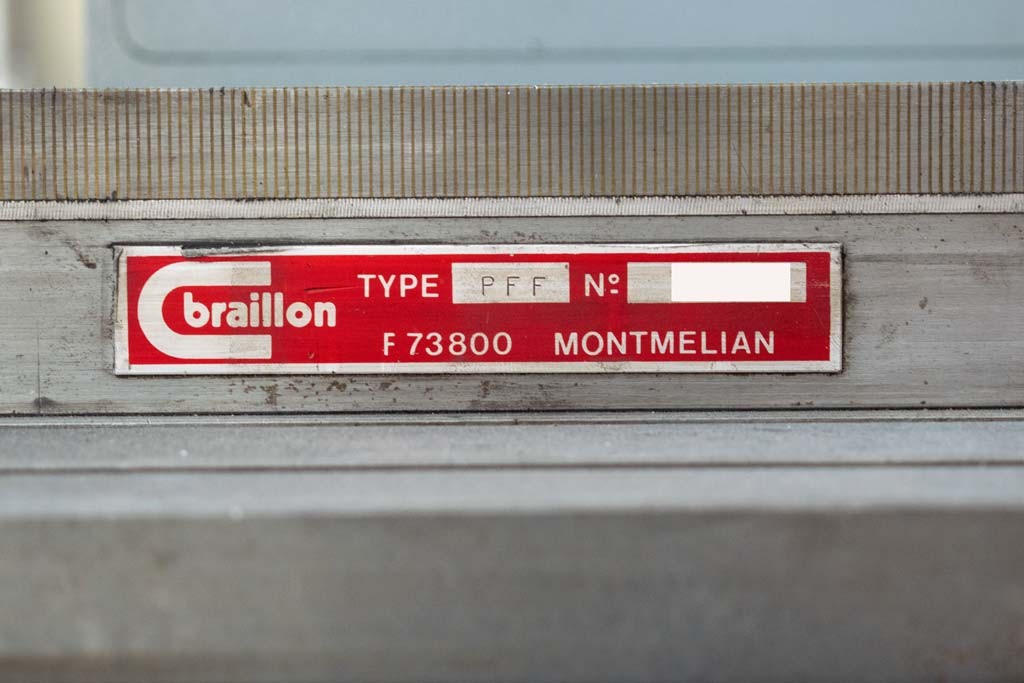 braillon
TYPE PFF Nº
F 73800 MONTMELIAN